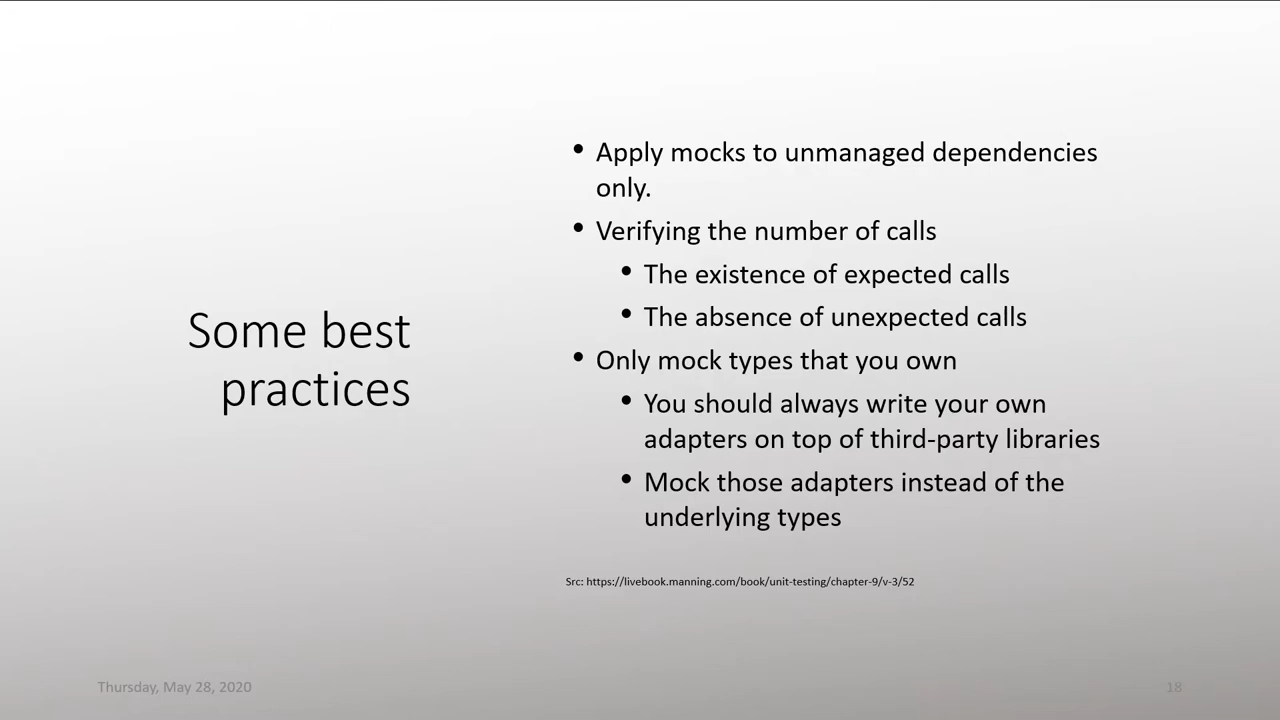 Some best
practices
• Apply mocks to unmanaged dependencies
only.
• Verifying the number of calls
• The existence of expected calls
• The absence of unexpected calls
• Only mock types that you own
• You should always write your own
adapters on top of third-party libraries
• Mock those adapters instead of the
underlying types
Src: https://livebook.manning.com/book/unit-testing/chapter-9/v-3/52
Thursday, May 28, 2020
18